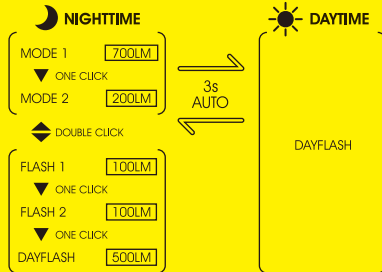 NIGHTTIME
MODE 1 700LM
ONE CLICK
MODE 2 200LM
DOUBLE CLICK
FLASH 1 100LM
ONE CLICK
FLASH 2 100LM
ONE CLICK
DAYFLASH 500LM
3s
AUTO
DAYTIME
DAYFLASH